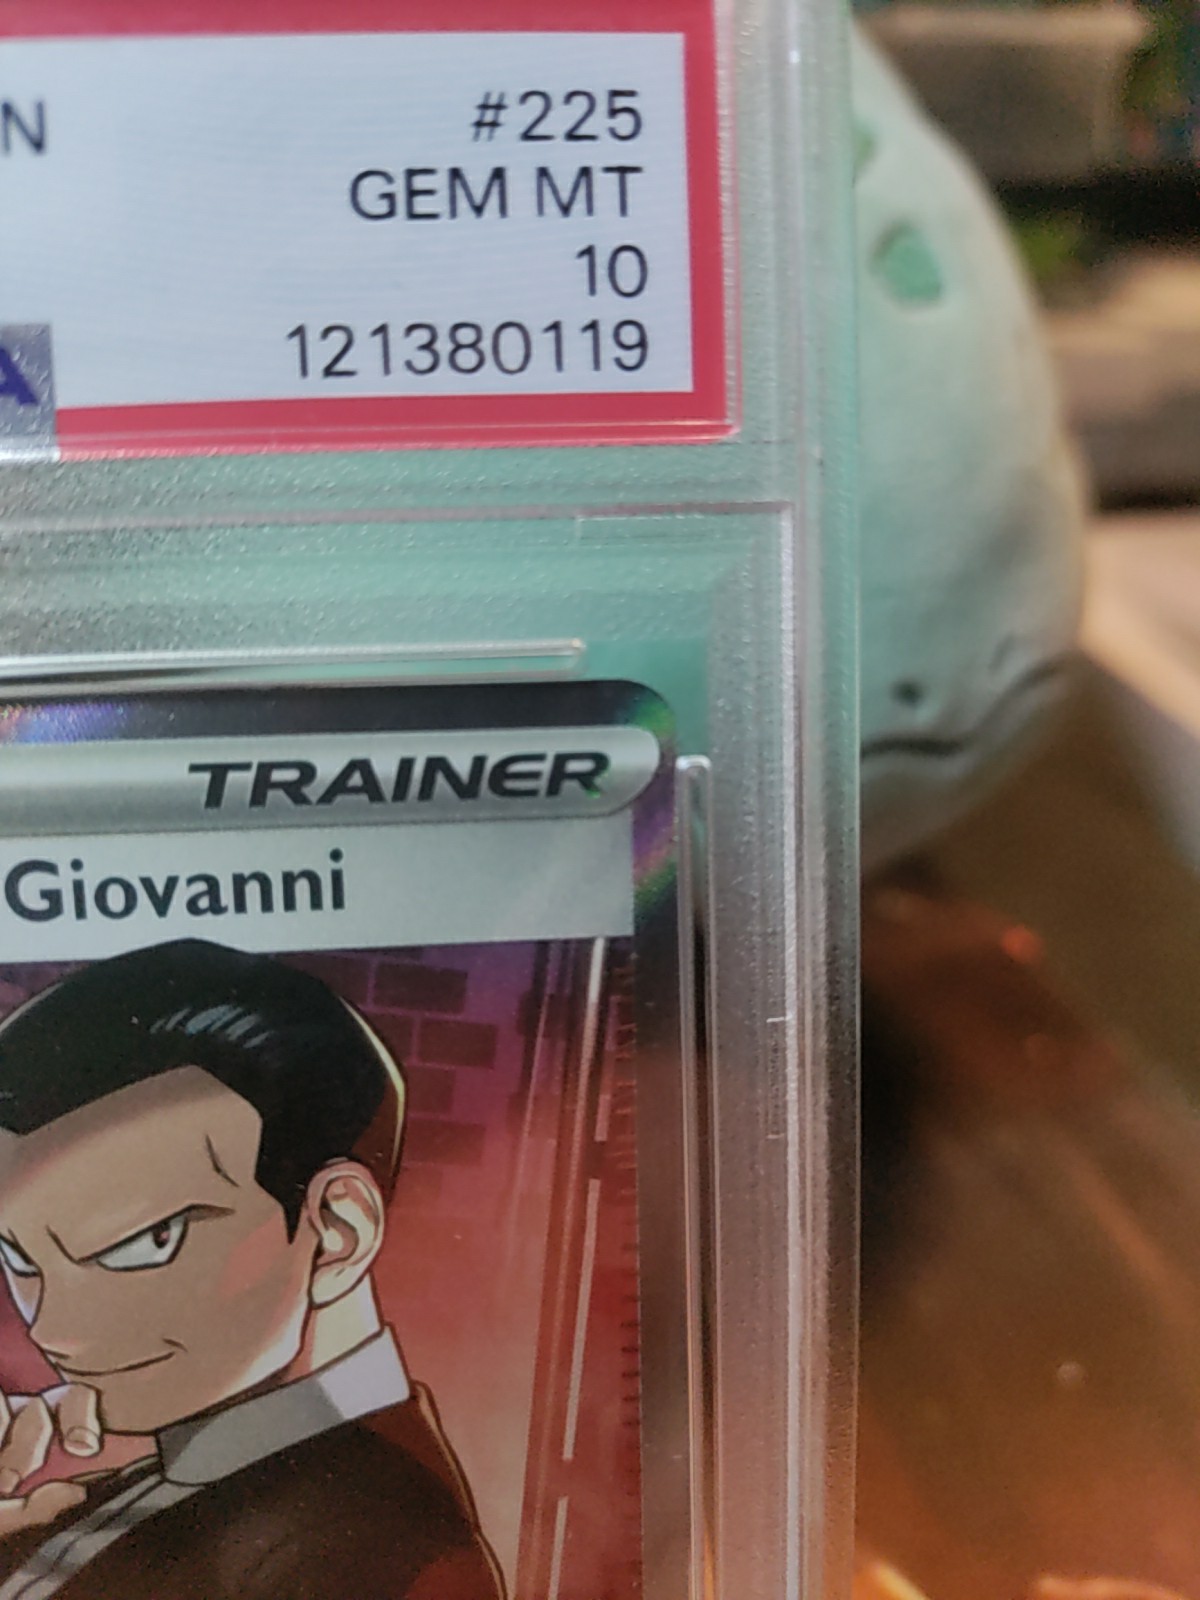 N #225
GEM MT
10
A 121380119
TRAINER
Giovanni